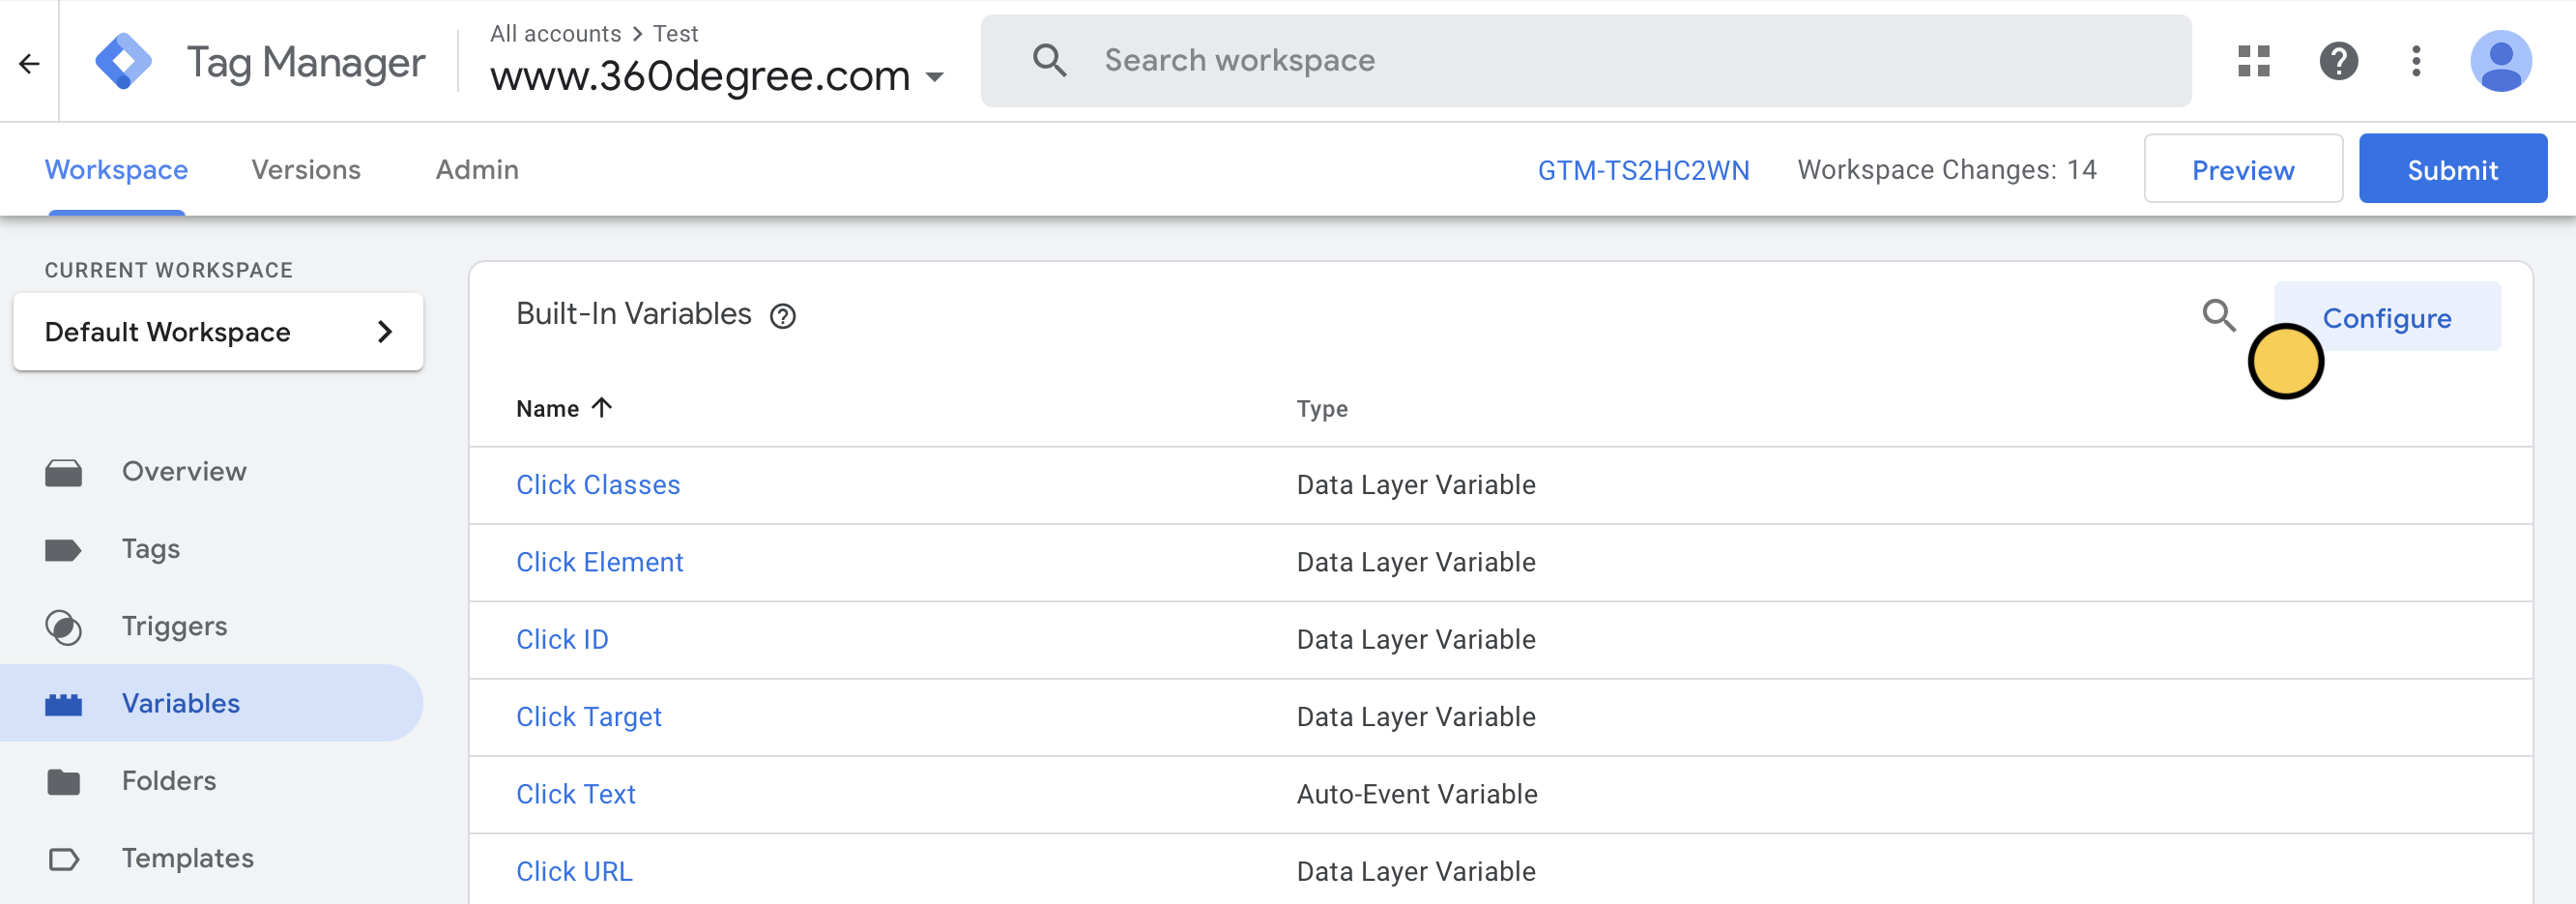 Tag Manager
All accounts > Test
www.360degree.com
Search workspace
Workspace
Versions
Admin
GTM-TS2HC2WN
Workspace Changes: 14
Preview
Submit
CURRENT WORKSPACE
Default Workspace
Overview
Tags
Triggers
Variables
Folders
Templates
Built-In Variables
Configure
Name Type
Click Classes Data Layer Variable
Click Element Data Layer Variable
Click ID Data Layer Variable
Click Target Data Layer Variable
Click Text Auto-Event Variable
Click URL Data Layer Variable